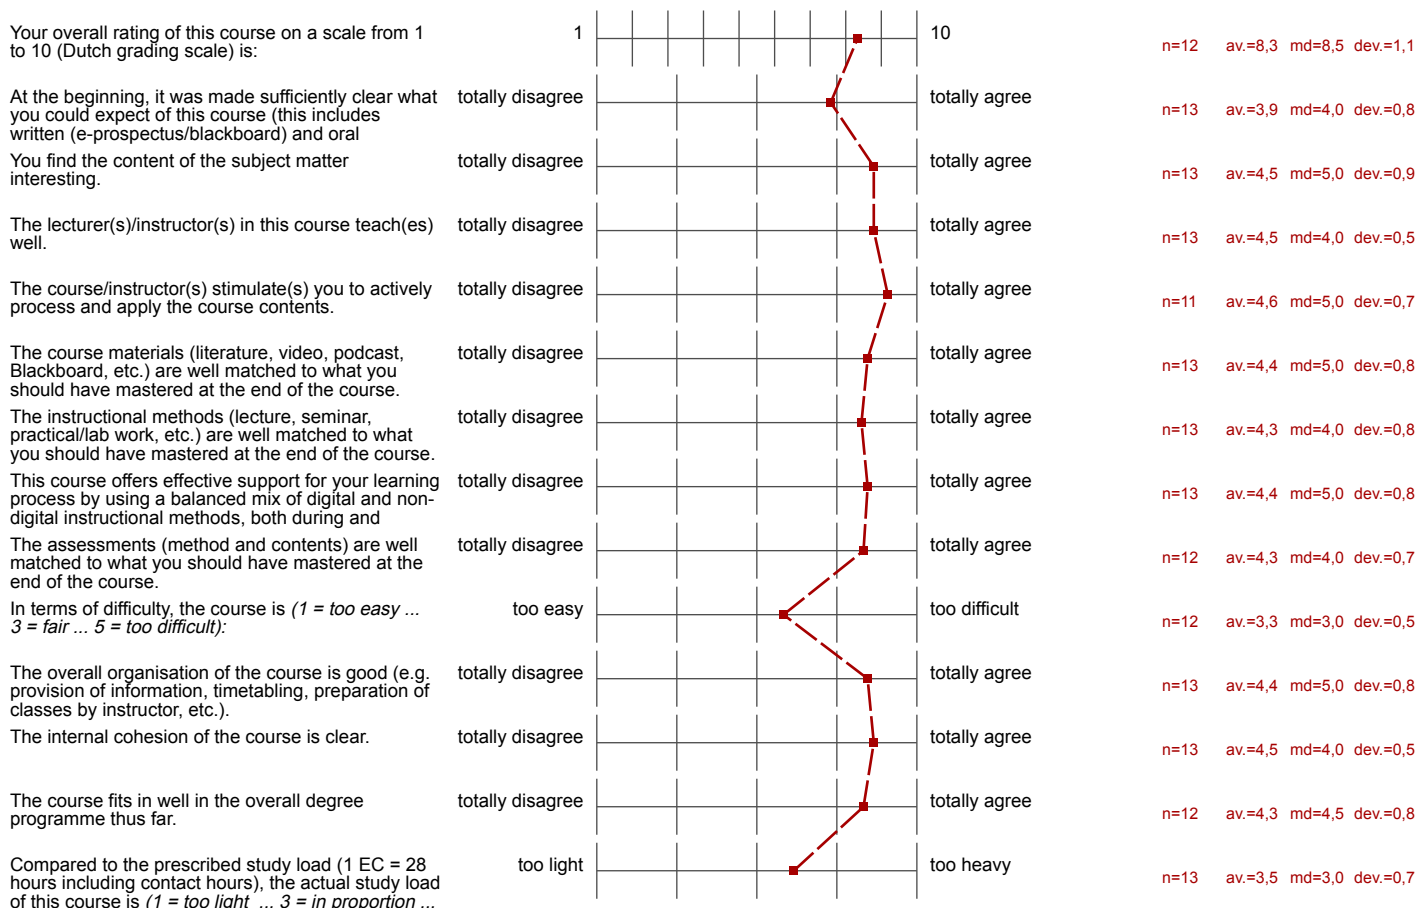 Your overall rating of this course on a scale from 1
to 10 (Dutch grading scale) is:
1
10
n=12 av.=8,3 md=8,5 dev.=1,1
At the beginning, it was made sufficiently clear what
you could expect of this course (this includes
written (e-prospectus/blackboard) and oral
totally disagree
totally agree
n=13 av.=3,9 md=4,0 dev.=0,8
You find the content of the subject matter
interesting.
totally disagree
totally agree
n=13 av.=4,5 md=5,0 dev.=0,9
The lecturer(s)/instructor(s) in this course teach(es)
well.
totally disagree
totally agree
n=13 av.=4,5 md=4,0 dev.=0,5
The course/instructor(s) stimulate(s) you to actively
process and apply the course contents.
totally disagree
totally agree
n=11 av.=4,6 md=5,0 dev.=0,7
The course materials (literature, video, podcast,
Blackboard, etc.) are well matched to what you
should have mastered at the end of the course.
totally disagree
totally agree
n=13 av.=4,4 md=5,0 dev.=0,8
The instructional methods (lecture, seminar,
practical/lab work, etc.) are well matched to what
you should have mastered at the end of the course.
totally disagree
totally agree
n=13 av.=4,3 md=4,0 dev.=0,8
This course offers effective support for your learning
process by using a balanced mix of digital and non-
digital instructional methods, both during and
totally disagree
totally agree
n=13 av.=4,4 md=5,0 dev.=0,8
The assessments (method and contents) are well
matched to what you should have mastered at the
end of the course.
totally disagree
totally agree
n=12 av.=4,3 md=4,0 dev.=0,7
In terms of difficulty, the course is (1 = too easy ...
3 = fair ... 5 = too difficult):
too easy
too difficult
n=12 av.=3,3 md=3,0 dev.=0,5
The overall organisation of the course is good (e.g.
provision of information, timetabling, preparation of
classes by instructor, etc.).
totally disagree
totally agree
n=13 av.=4,4 md=5,0 dev.=0,8
The internal cohesion of the course is clear.
totally disagree
totally agree
n=13 av.=4,5 md=4,0 dev.=0,5
The course fits in well in the overall degree
programme thus far.
totally disagree
totally agree
n=12 av.=4,3 md=4,5 dev.=0,8
Compared to the prescribed study load (1 EC = 28
hours including contact hours), the actual study load
of this course is (1 = too light ... 3 = in proportion ...
too light
too heavy
n=13 av.=3,5 md=3,0 dev.=0,7